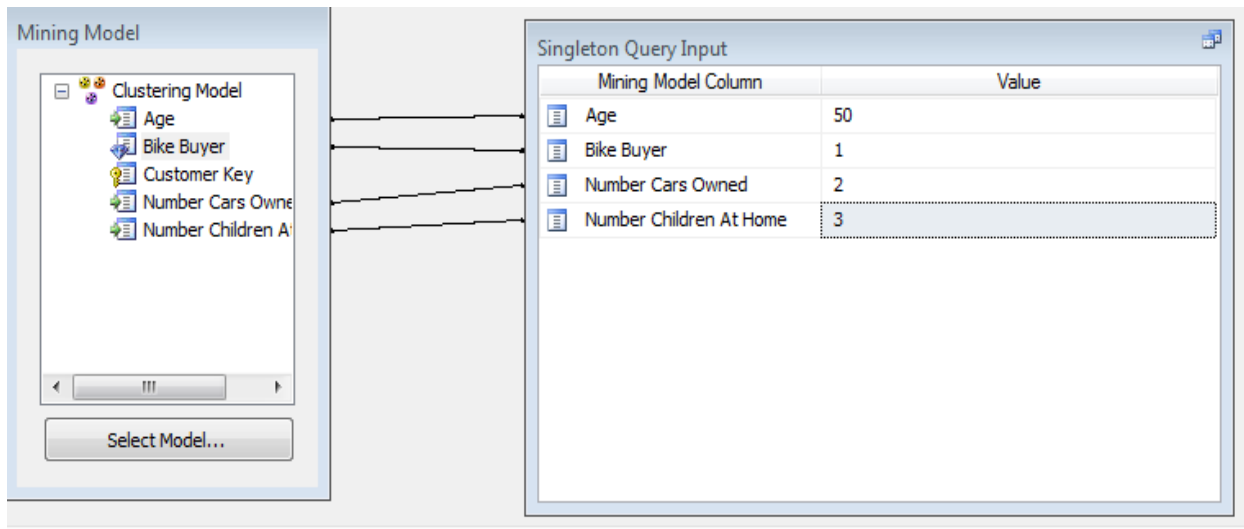 Mining Model
Clustering Model
Age
Bike Buyer
Customer Key
Number Cars Owne
Number Children A
Select Model...
Singleton Query Input
Mining Model Column Value
Age 50
Bike Buyer 1
Number Cars Owned 2
Number Children At Home 3